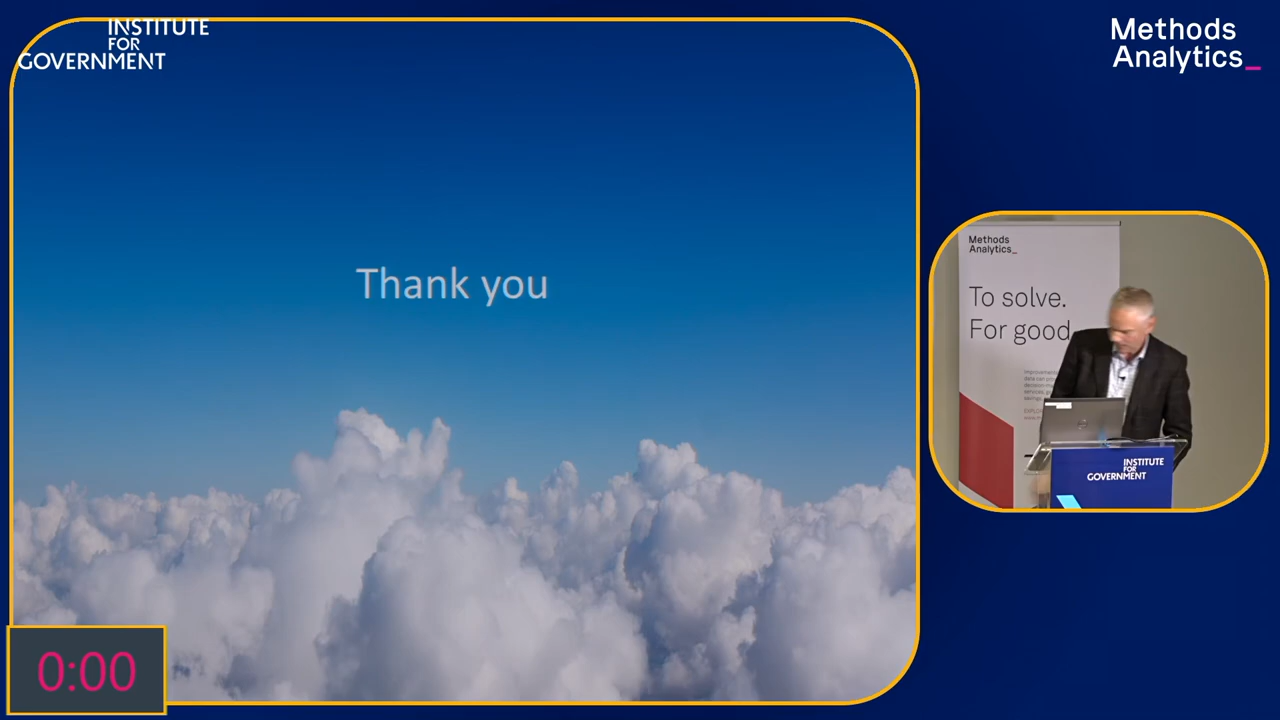 INSTITUTE
FOR
GOVERNMENT
Methods
Analytics_
Thank you
Methods
Analytics_
To solve.
For good
INSTITUTE
FOR
GOVERNMENT
0:00